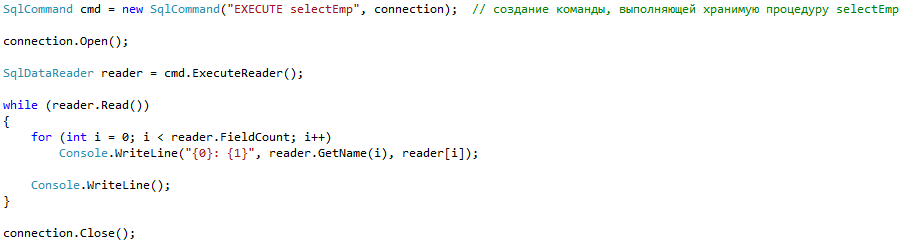 SqlCommand cmd = new SqlCommand("EXECUTE selectEmp", connection);  // создание команды, выполняющей хранимую процедуру selectEmp
connection.Open();
SqlDataReader reader = cmd.ExecuteReader();
while (reader.Read())
{
    for (int i = 0; i < reader.FieldCount; i++)
        Console.WriteLine("{0}: {1}", reader.GetName(i), reader[i]);
    Console.WriteLine();
}
connection.Close();